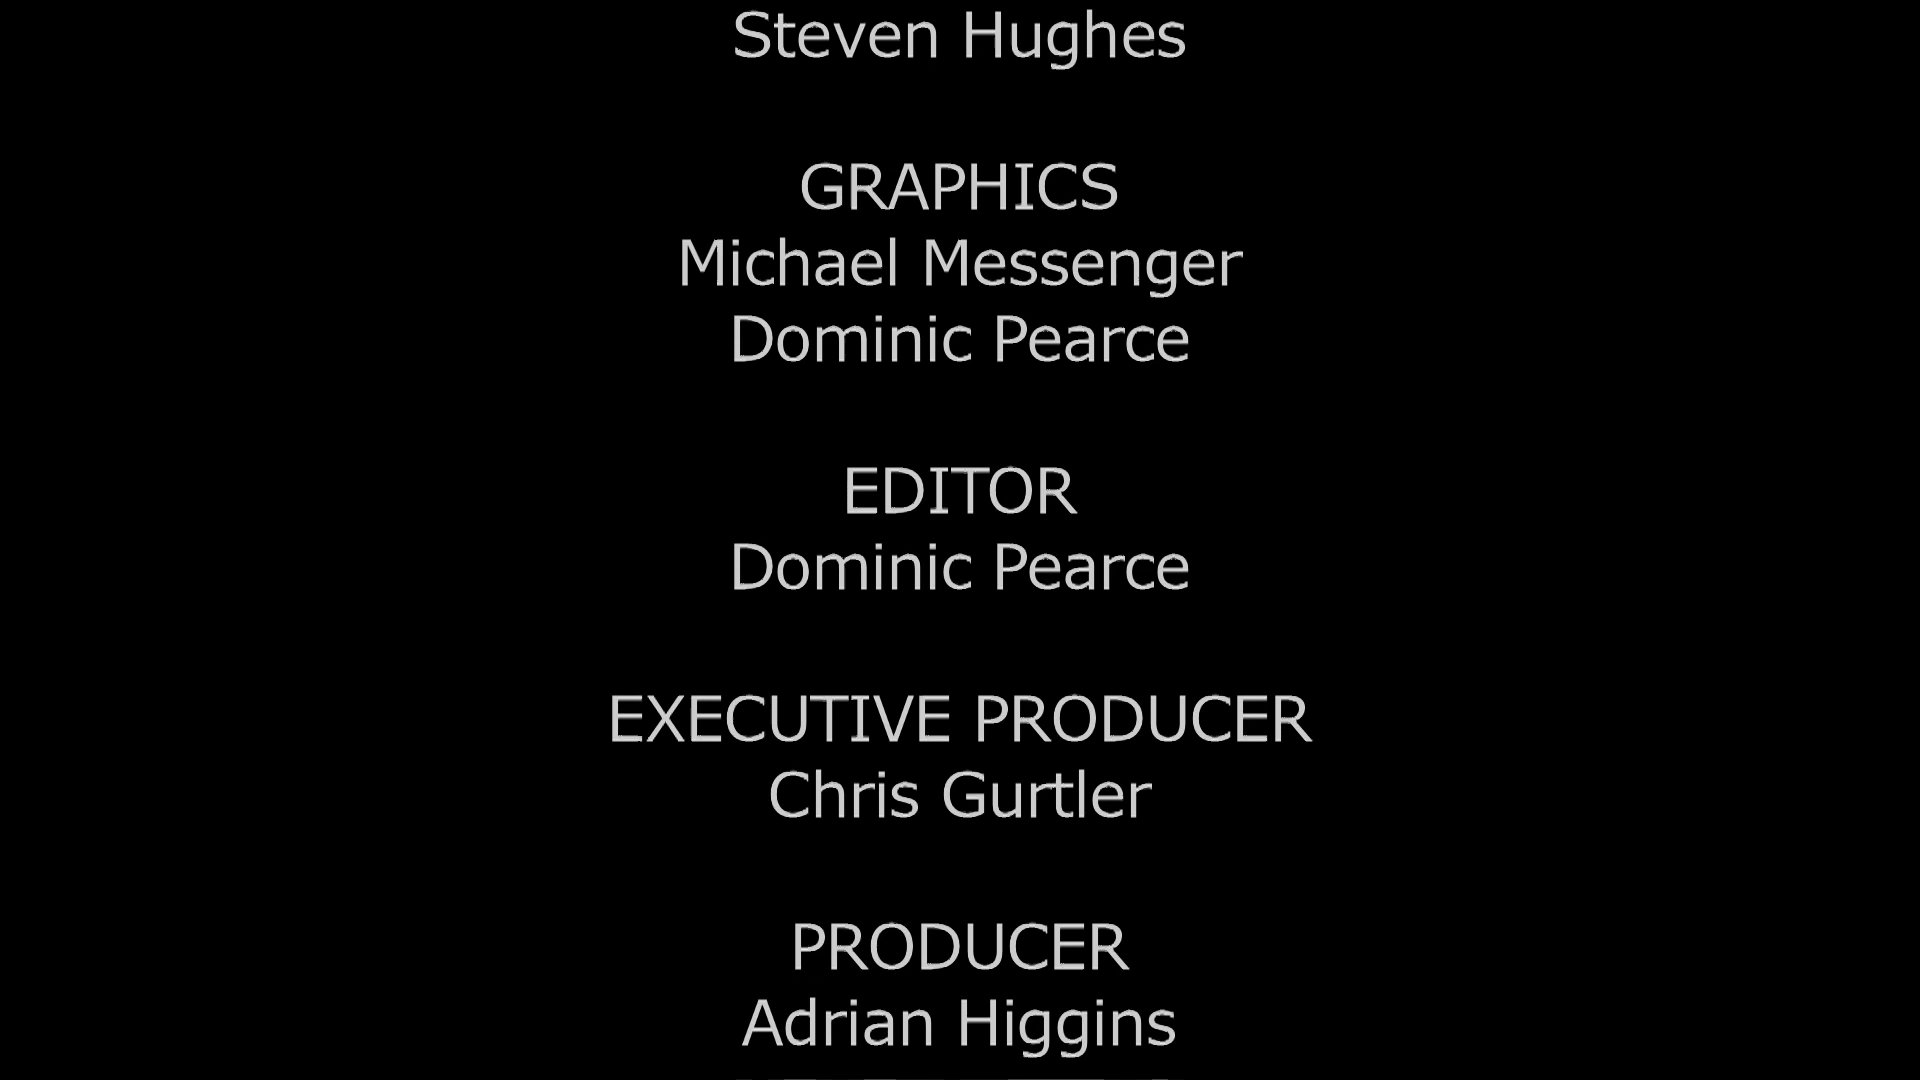 Steven Hughes
GRAPHICS
Michael Messenger
Dominic Pearce
EDITOR
Dominic Pearce
EXECUTIVE PRODUCER
Chris Gurtler
PRODUCER
Adrian Higgins